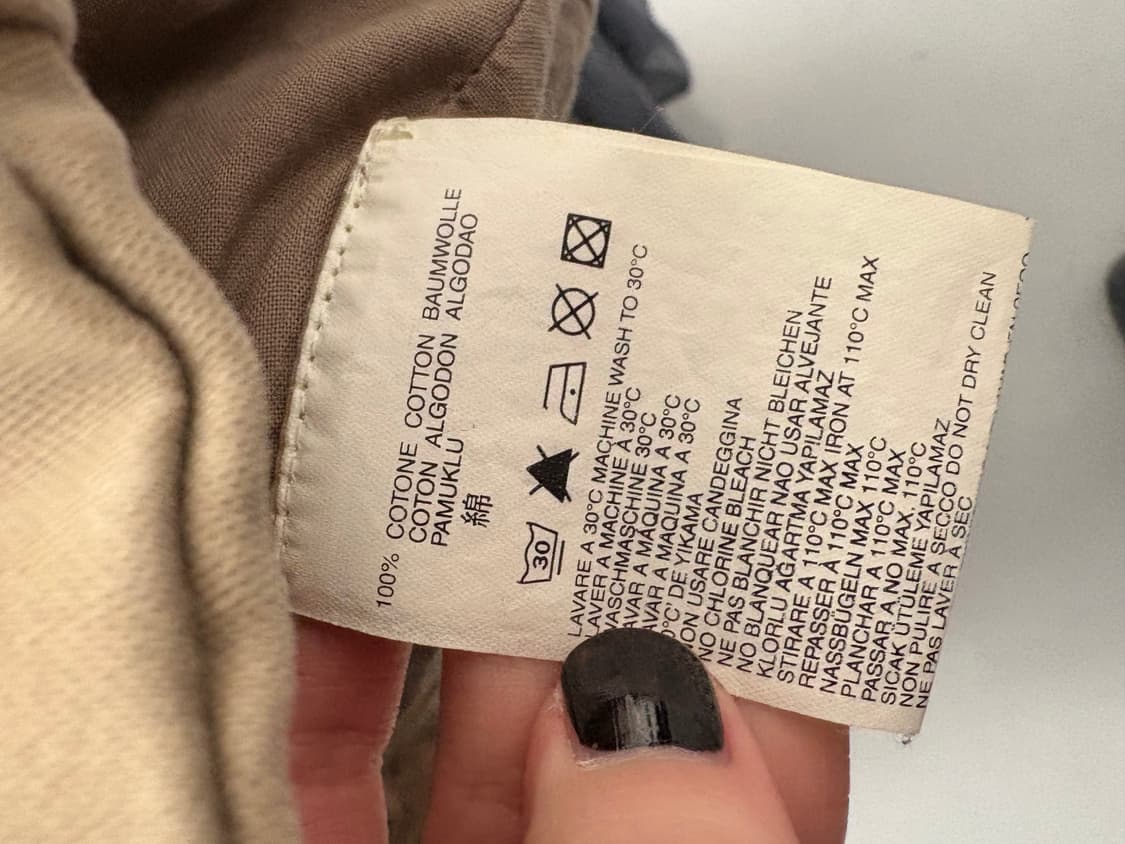 100% COTONE COTTON BAUMWOLLE
COTON ALGODON ALGODAO
PAMUKLU
綿
30
LAVARE A 30°C MACHINE WASH TO 30°C
LAVER A MACHINE A 30°C
WASCHMASCHINE 30°C
AVAR A MÁQUINA A 30°C
AVAR A MAQUINA A 30°C
DE YIKAMA
NON USARE CANDEGGINA
NO CHLORINE BLEACH
NE PAS BLANCHIR NICHT BLEICHEN
NO BLANQUEAR NAO USAR ALVEJANTE
KLORLU AGARTMA YAPILAMAZ
STIRARE A 110°C MAX IRON AT 110°C MAX
REPASSER À 110°C MAX
NASSBÜGELN MAX 110°C
PLANCHAR A 110°C MAX
PASSAR A NO MAX. 110°C
SICAK ÜTÜLEME YAPILAMAZ
NON PULIRE A SECCO DO NOT DRY CLEAN
NE PAS LAVER À SEC